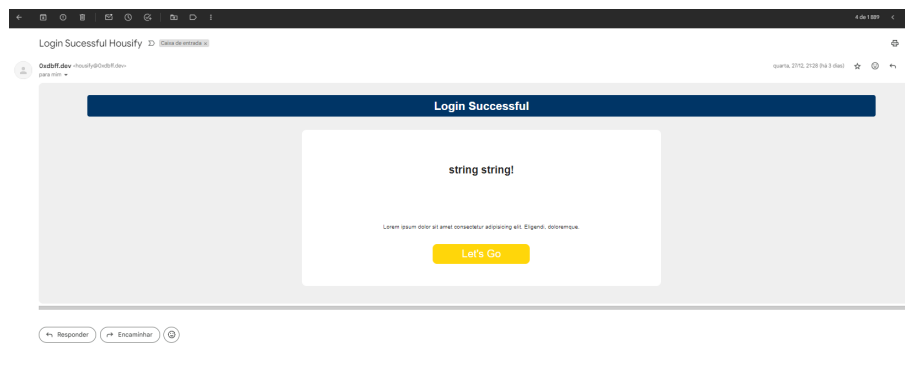 4 de 1 889
Login Sucessful Housify Caixa de entrada x
0xdbff.dev <housify@0xdbff.dev> quarta, 27/12, 21:28 (há 3 dias)
para mim
Login Successful
string string!
Lorem ipsum dolor sit amet consectetur adipisicing elit. Eligendi, doloremque.
Let's Go
Responder Encaminhar